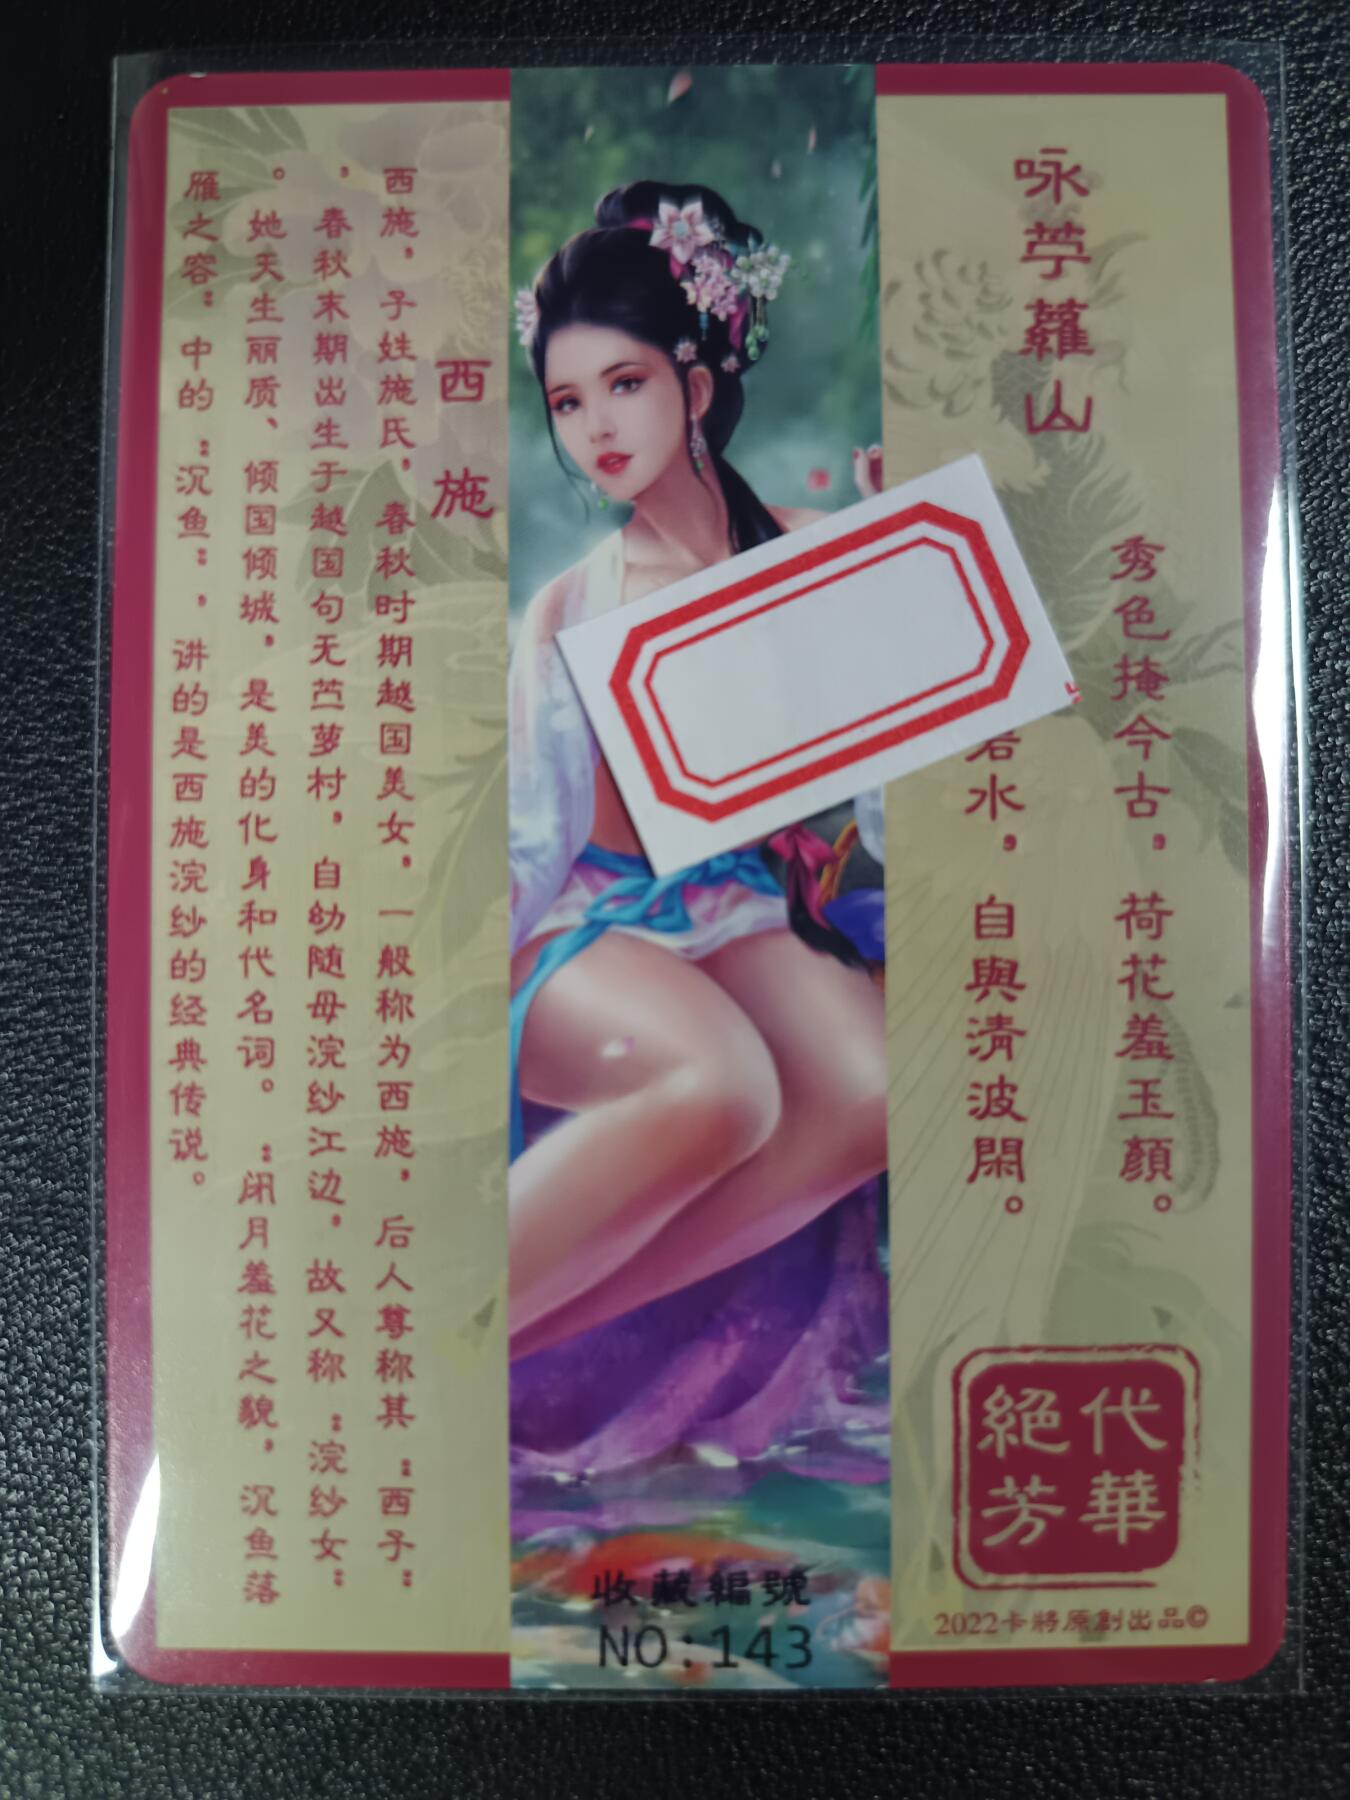 咏苧蘿山
秀色掩今古，荷花羞玉顏。
水，自與清波閑。
絕代
芳華
2022卡將原創出品©
收藏編號
NO:143
西施
西施，子姓施氏，春秋时期越国美女，一般称为西施，后人尊称其：西子：
，春秋末期出生于越国句无苎萝村，自幼随母浣纱江边，故又称：浣纱女：
。她天生丽质、倾国倾城，是美的化身和代名词。：闭月羞花之貌，沉鱼落
雁之容：中的：沉鱼：，讲的是西施浣纱的经典传说。